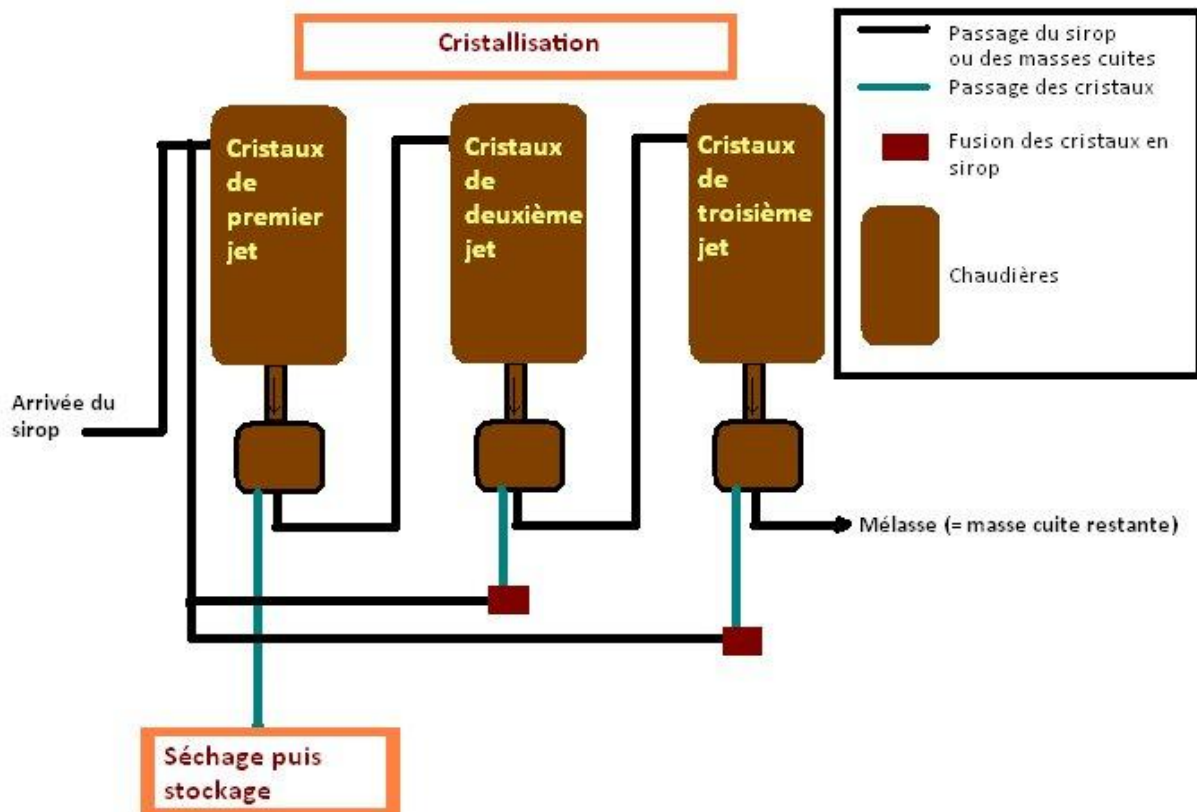 Cristallisation
Passage du sirop
ou des masses cuites
Passage des cristaux
Fusion des cristaux en
sirop
Chaudières
Cristaux
de
premier
jet
Cristaux
de
deuxième
jet
Cristaux
de
troisième
jet
Arrivée du
sirop
Mélasse (= masse cuite restante)
Séchage puis
stockage